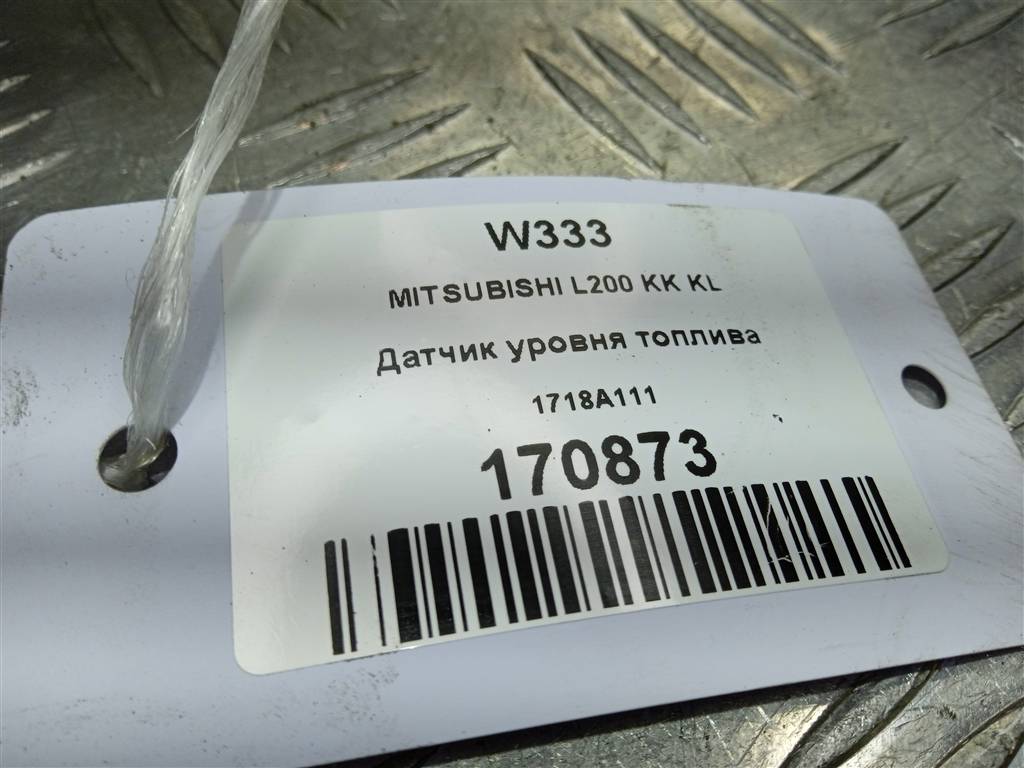 W333
MITSUBISHI L200 KK KL
Датчик уровня топлива
1718A111
170873